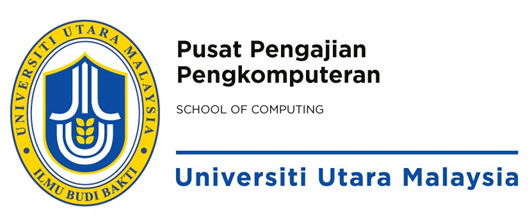 UNIVERSITI UTARA MALAYSIA
ILMU BUDI BAKTI
Pusat Pengajian
Pengkomputeran
SCHOOL OF COMPUTING
Universiti Utara Malaysia